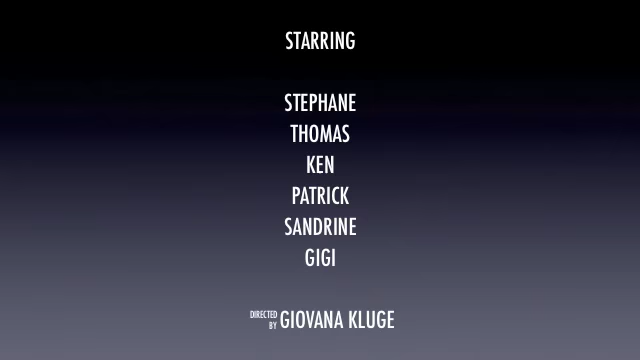 STARRING
STEPHANE
THOMAS
KEN
PATRICK
SANDRINE
GIGI
DIRECTED BY GIOVANA KLUGE